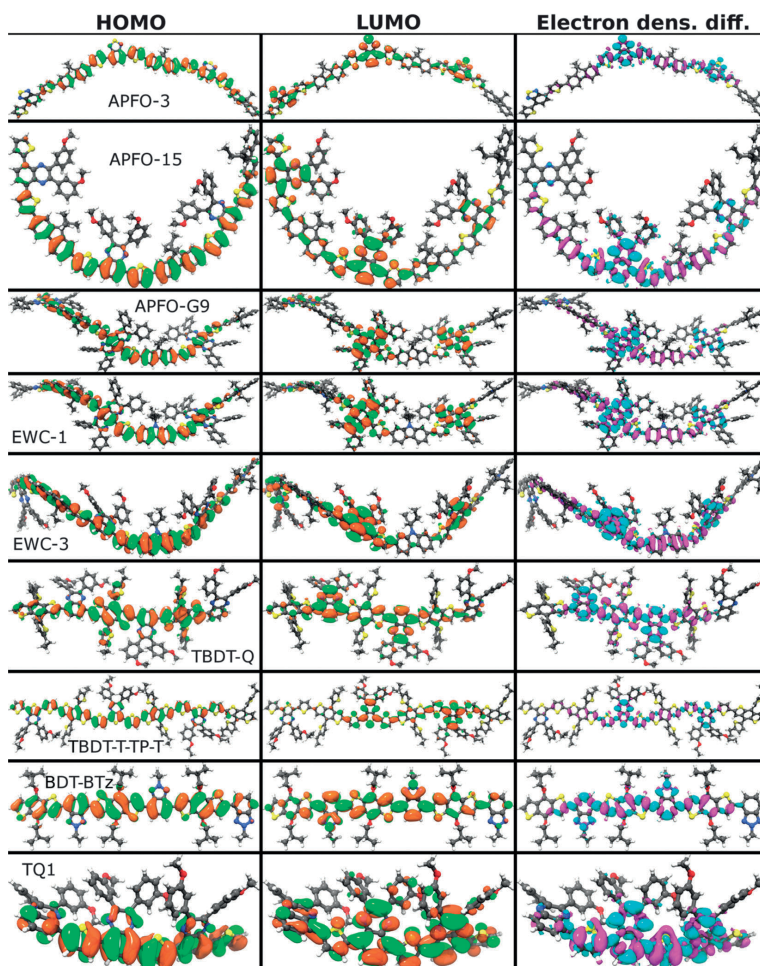 HOMO LUMO Electron dens. diff.
APFO-3
APFO-15
APFO-G9
EWC-1
EWC-3
TBDT-Q
TBDT-T-TP-T
BDT-BTz
TQ1